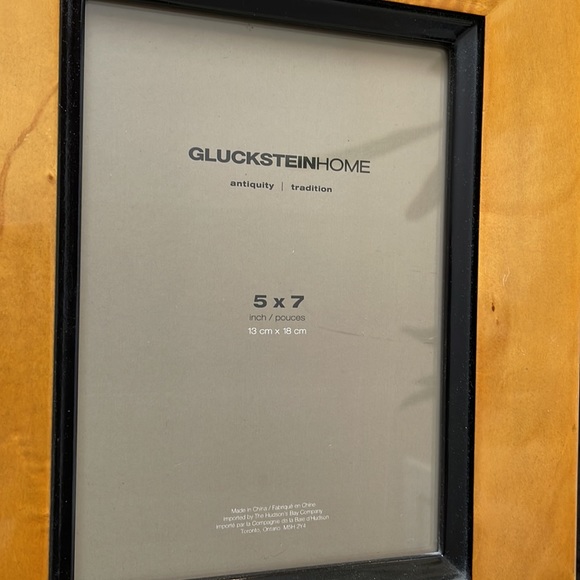 GLUCKSTEINHOME
antiquity | tradition
5 x 7
inch / pouces
13 cm x 18 cm
Made in China / Fabriqué en Chine
imported by The Hudson's Bay Company
importé par la Compagnie de la Baie d'Hudson
Toronto, Ontario M5H 2Y4